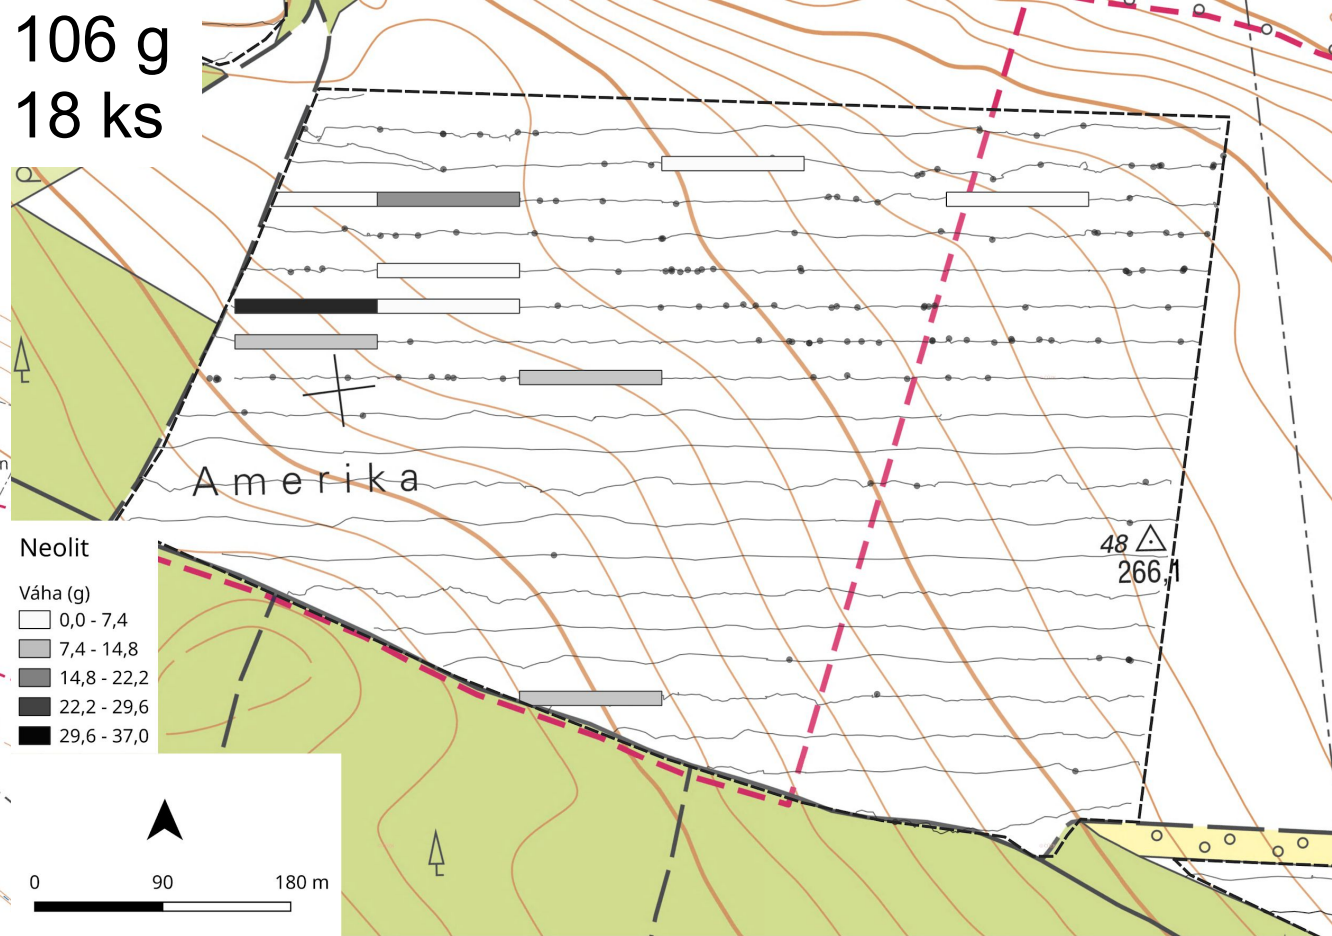 106 g
18 ks
Amerika
48
266,1
Neolit
Váha (g)
0,0 - 7,4
7,4 - 14,8
14,8 - 22,2
22,2 - 29,6
29,6 - 37,0
0 90 180 m